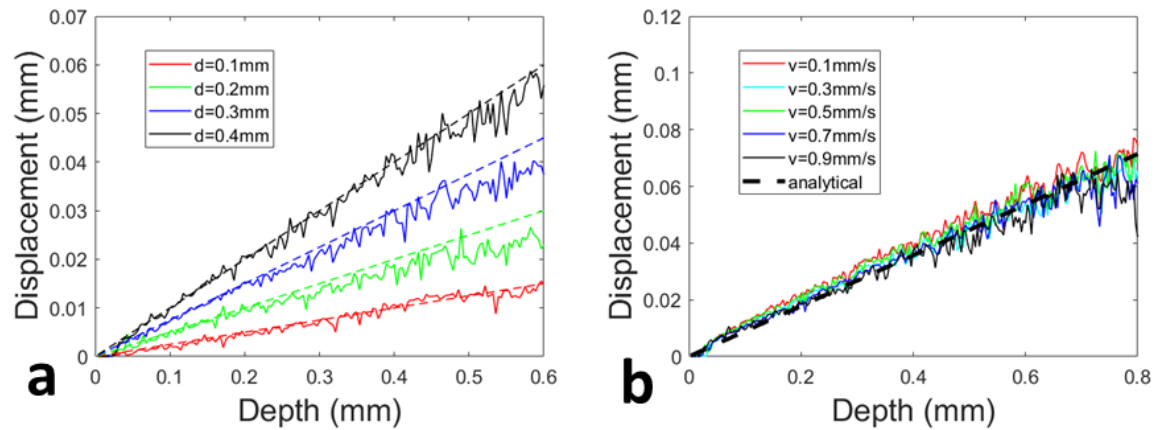 0.07
0.06
0.05
0.04
0.03
0.02
0.01
0
Displacement (mm)
d=0.1mm
d=0.2mm
d=0.3mm
d=0.4mm
0 0.1 0.2 0.3 0.4 0.5 0.6
Depth (mm)
a
0.12
0.1
0.08
0.06
0.04
0.02
0
Displacement (mm)
v=0.1mm/s
v=0.3mm/s
v=0.5mm/s
v=0.7mm/s
v=0.9mm/s
analytical
0 0.2 0.4 0.6 0.8
Depth (mm)
b